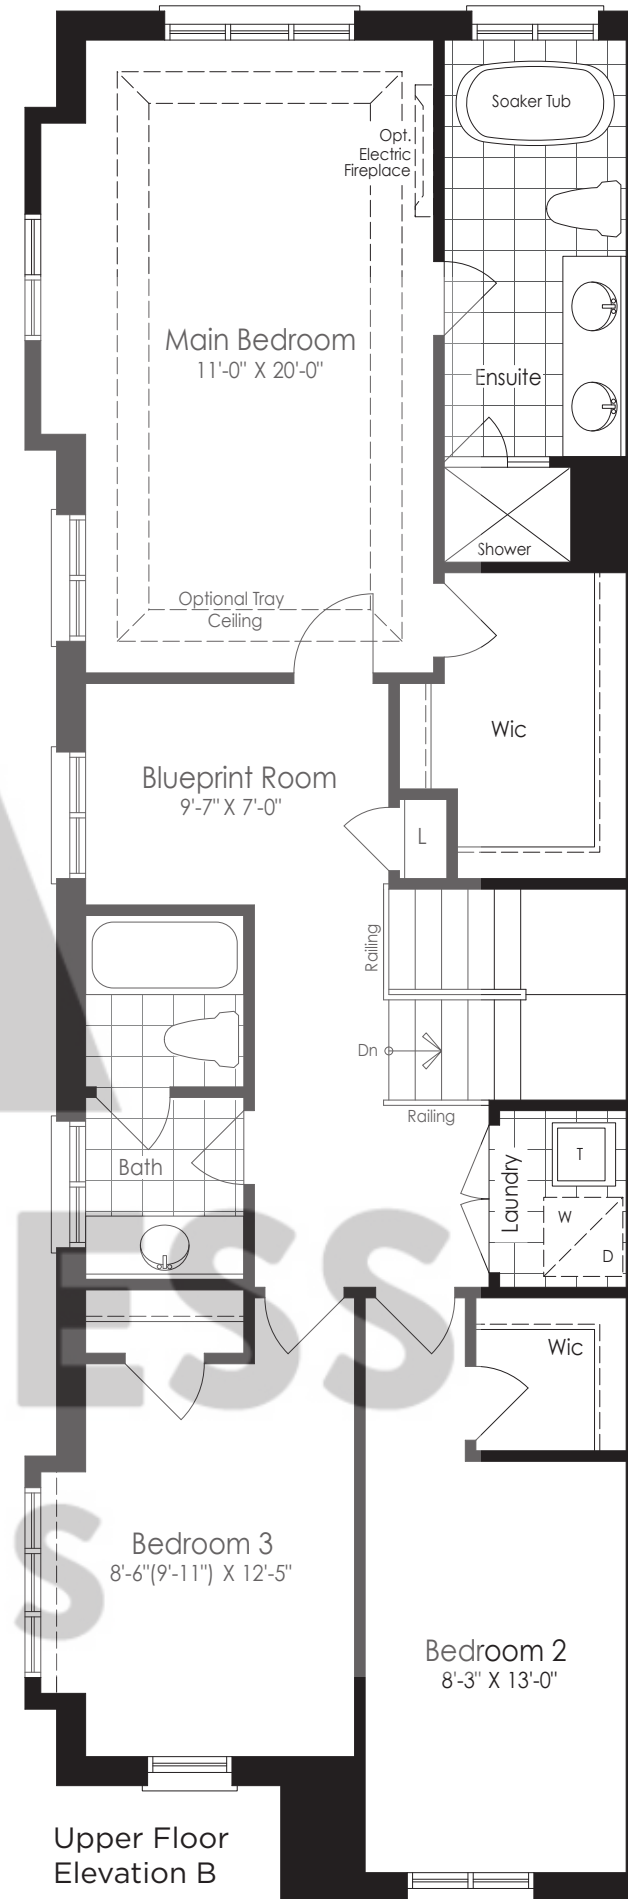 Soaker Tub
Opt.
Electric
Fireplace
Main Bedroom
11'-0" X 20'-0"
Ensuite
Shower
Optional Tray
Ceiling
Wic
Blueprint Room
9'-7" X 7'-0"
L
Railing
Dn
Railing
Bath
Laundry
T
W
D
ESS
Wic
S
Bedroom 3
8'-6"(9'-11") X 12'-5"
Bedroom 2
8'-3" X 13'-0"
Upper Floor
Elevation B